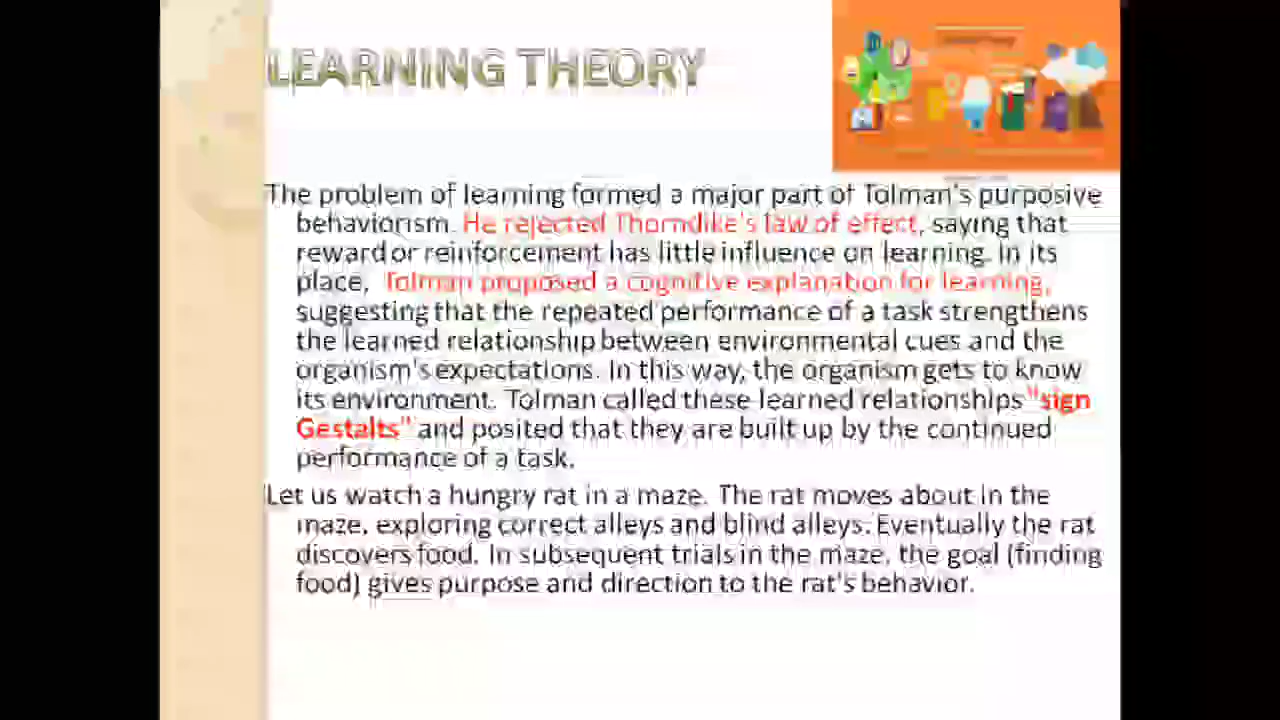 LEARNING THEORY
The problem of learning formed a major part of Tolman's purposive
behaviorism. He rejected Thorndike's law of effect, saying that
reward or reinforcement has little influence on learning. In its
place, Tolman proposed a cognitive explanation for learning,
suggesting that the repeated performance of a task strengthens
the learned relationship between environmental cues and the
organism's expectations. In this way, the organism gets to know
its environment. Tolman called these learned relationships "sign
Gestalts" and posited that they are built up by the continued
performance of a task.
Let us watch a hungry rat in a maze. The rat moves about in the
maze, exploring correct alleys and blind alleys. Eventually the rat
discovers food. In subsequent trials in the maze, the goal (finding
food) gives purpose and direction to the rat's behavior.